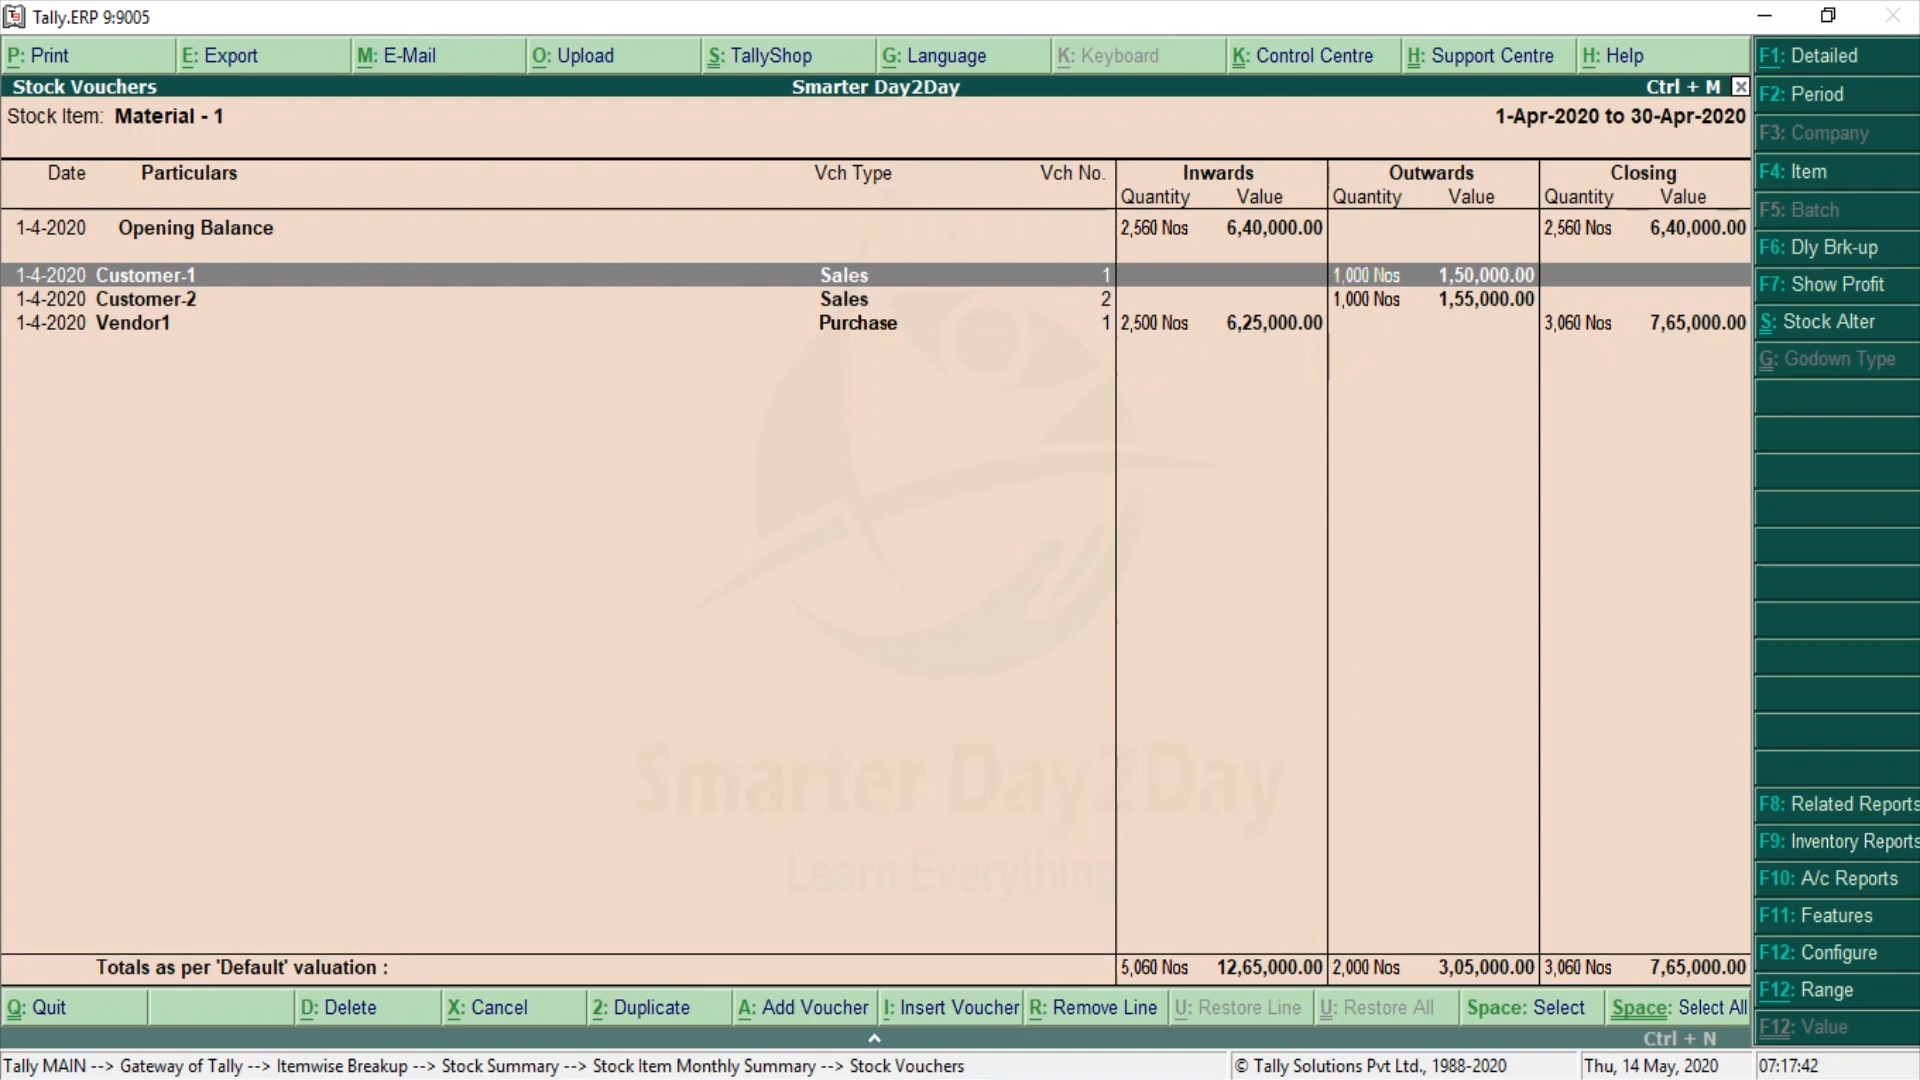 Tally.ERP 9:9005
P: Print E: Export M: E-Mail O: Upload S: TallyShop G: Language K: Keyboard K: Control Centre H: Support Centre H: Help
Stock Vouchers Smarter Day2Day Ctrl + M
Stock Item: Material - 1 1-Apr-2020 to 30-Apr-2020
Date Particulars Vch Type Vch No. Inwards Outwards Closing
Quantity Value Quantity Value Quantity Value
1-4-2020 Opening Balance 2,560 Nos 6,40,000.00 2,560 Nos 6,40,000.00
1-4-2020 Customer-1 Sales 1 1,000 Nos 1,50,000.00
1-4-2020 Customer-2 Sales 2 1,000 Nos 1,55,000.00
1-4-2020 Vendor1 Purchase 1 2,500 Nos 6,25,000.00 3,060 Nos 7,65,000.00
Smarter Day2Day
Learn Everything
Totals as per 'Default' valuation : 5,060 Nos 12,65,000.00 2,000 Nos 3,05,000.00 3,060 Nos 7,65,000.00
Q: Quit D: Delete X: Cancel 2: Duplicate A: Add Voucher I: Insert Voucher R: Remove Line U: Restore Line U: Restore All Space: Select Space: Select All
Ctrl + N
F1: Detailed
F2: Period
F3: Company
F4: Item
F5: Batch
F6: Dly Brk-up
F7: Show Profit
S: Stock Alter
G: Godown Type
F8: Related Reports
F9: Inventory Reports
F10: A/c Reports
F11: Features
F12: Configure
F12: Range
F12: Value
Tally MAIN --> Gateway of Tally --> Itemwise Breakup --> Stock Summary --> Stock Item Monthly Summary --> Stock Vouchers © Tally Solutions Pvt Ltd., 1988-2020 Thu, 14 May, 2020 07:17:42